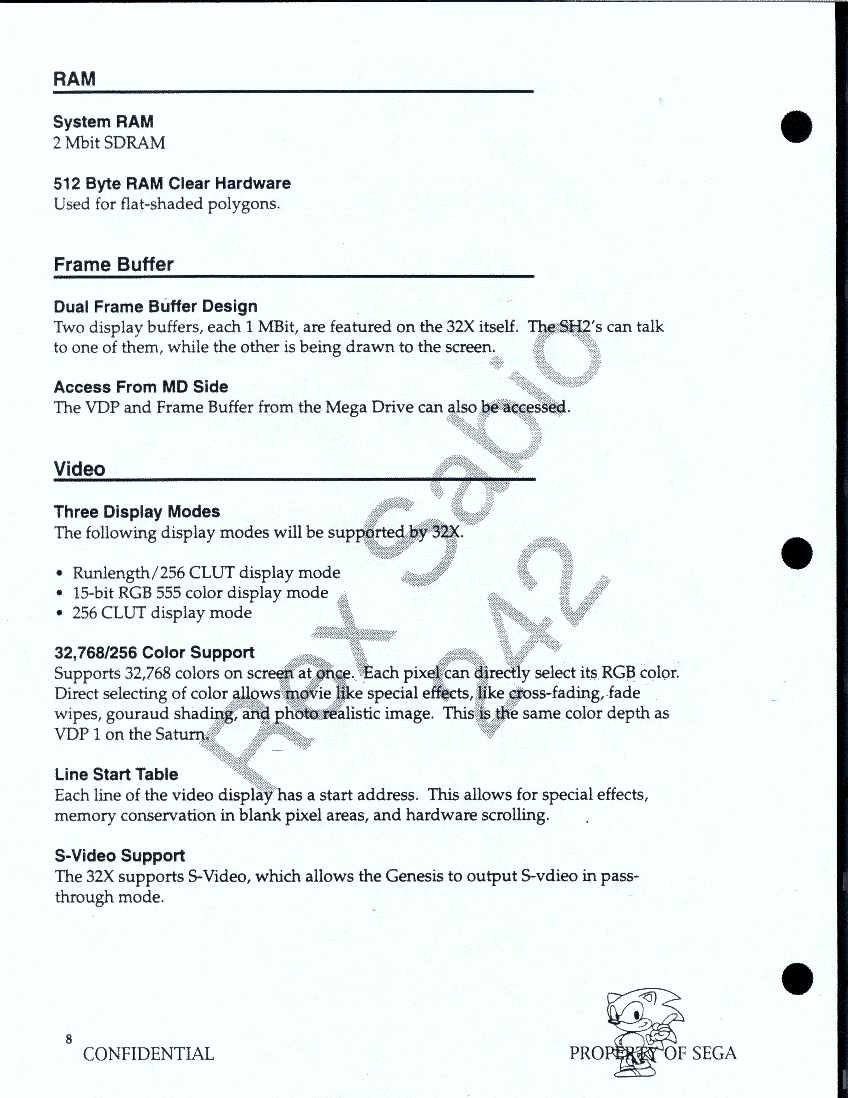 RAM
System RAM
2 Mbit SDRAM
512 Byte RAM Clear Hardware
Used for flat-shaded polygons.
Frame Buffer
Dual Frame Buffer Design
Two display buffers, each 1 MBit, are featured on the 32X itself. The SH2's can talk
to one of them, while the other is being drawn to the screen.
Access From MD Side
The VDP and Frame Buffer from the Mega Drive can also be accessed.
Video
Three Display Modes
The following display modes will be supported by 32X.
• Runlength/256 CLUT display mode
• 15-bit RGB 555 color display mode
• 256 CLUT display mode
32,768/256 Color Support
Supports 32,768 colors on screen at once. Each pixel can directly select its RGB color.
Direct selecting of color allows movie like special effects, like cross-fading, fade
wipes, gouraud shading, and photo realistic image. This is the same color depth as
VDP 1 on the Saturn.
Line Start Table
Each line of the video display has a start address. This allows for special effects,
memory conservation in blank pixel areas, and hardware scrolling.
S-Video Support
The 32X supports S-Video, which allows the Genesis to output S-vdieo in pass-
through mode.
Rex Sabio
242
8
CONFIDENTIAL
PROPERTY OF SEGA